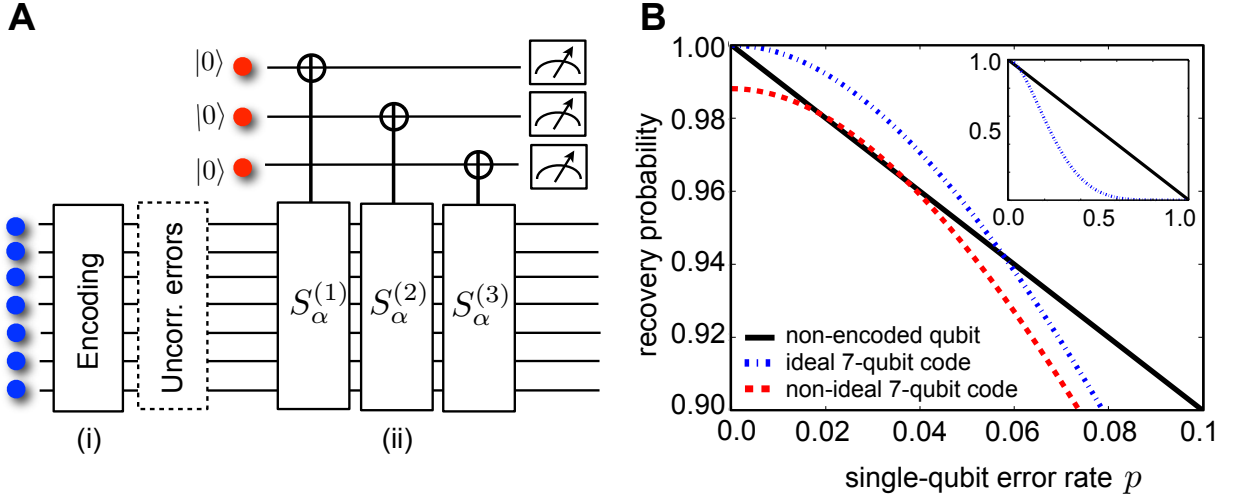 A
|0⟩
|0⟩
|0⟩
Encoding
Uncorr. errors
S_α^(1)
S_α^(2)
S_α^(3)
(i)
(ii)
B
recovery probability
1.00
0.98
0.96
0.94
0.92
0.90
0.0
0.02
0.04
0.06
0.08
0.1
single-qubit error rate p
non-encoded qubit
ideal 7-qubit code
non-ideal 7-qubit code
1.0
0.5
0.0
0.5
1.0